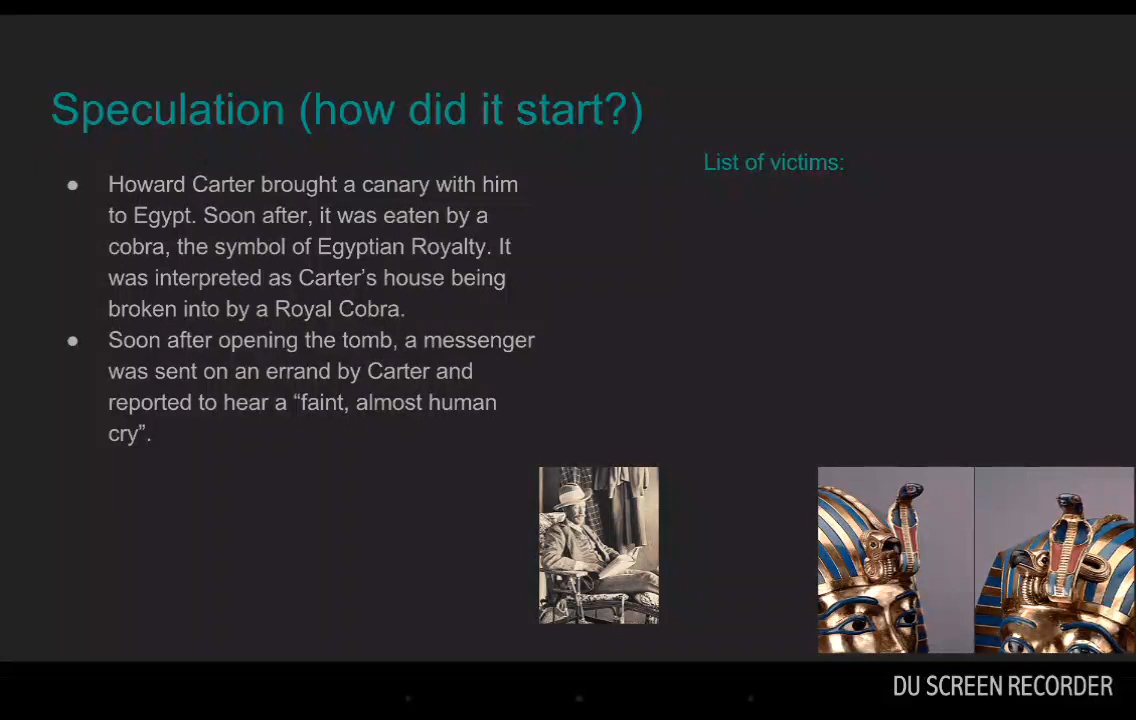 Speculation (how did it start?)
● Howard Carter brought a canary with him
to Egypt. Soon after, it was eaten by a
cobra, the symbol of Egyptian Royalty. It
was interpreted as Carter's house being
broken into by a Royal Cobra.
● Soon after opening the tomb, a messenger
was sent on an errand by Carter and
reported to hear a “faint, almost human
cry”.
List of victims:
DU SCREEN RECORDER